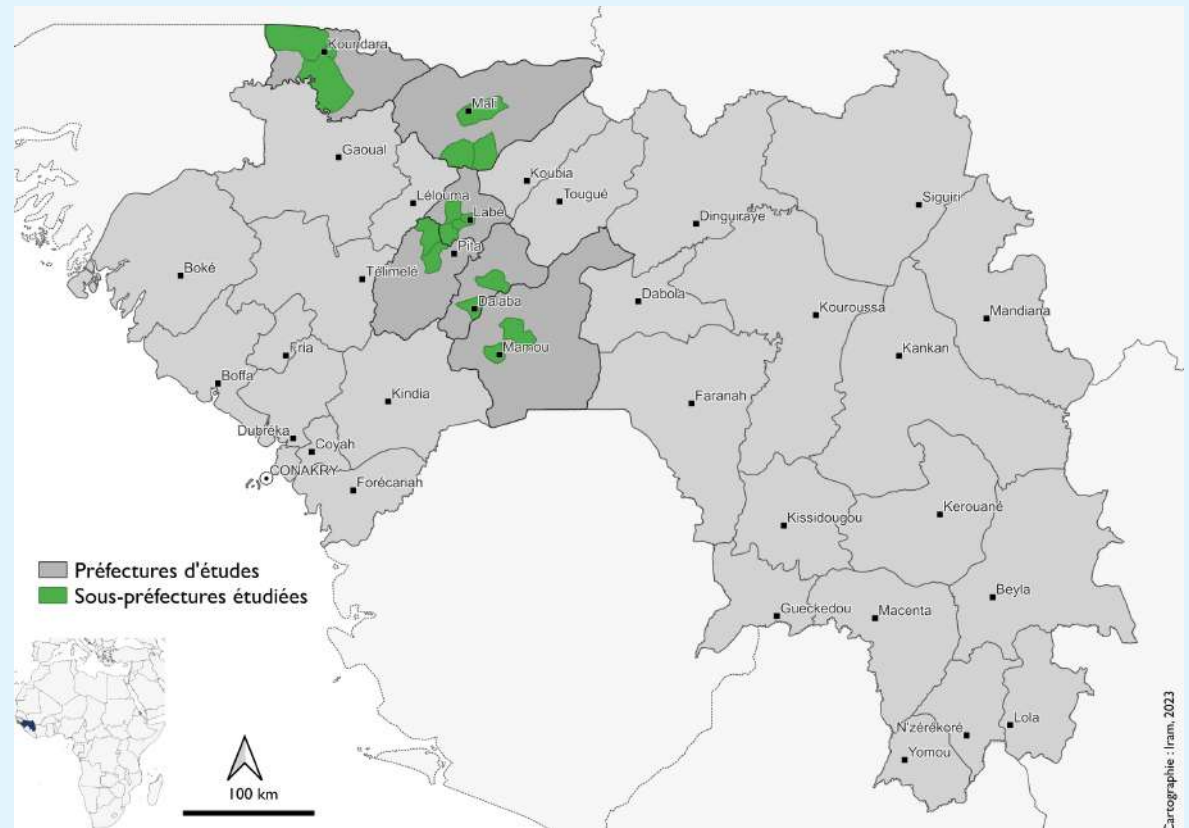 Koundara
Mali
Gaoual
Koubia
Lélouma
Tougué
Siguiri
Labé
Dinguiraye
Pita
Boké
Télimelé
Dabola
Dalaba
Kouroussa
Mandiana
Mamou
Fria
Kankan
Boffa
Kindia
Faranah
Dubréka
Coyah
CONAKRY
Forécariah
Kerouané
Kissidougou
Préfectures d'études
Sous-préfectures étudiées
Beyla
Gueckedou
Macenta
N'zérékoré
Lola
Yomou
100 km
Cartographie : Iram, 2023